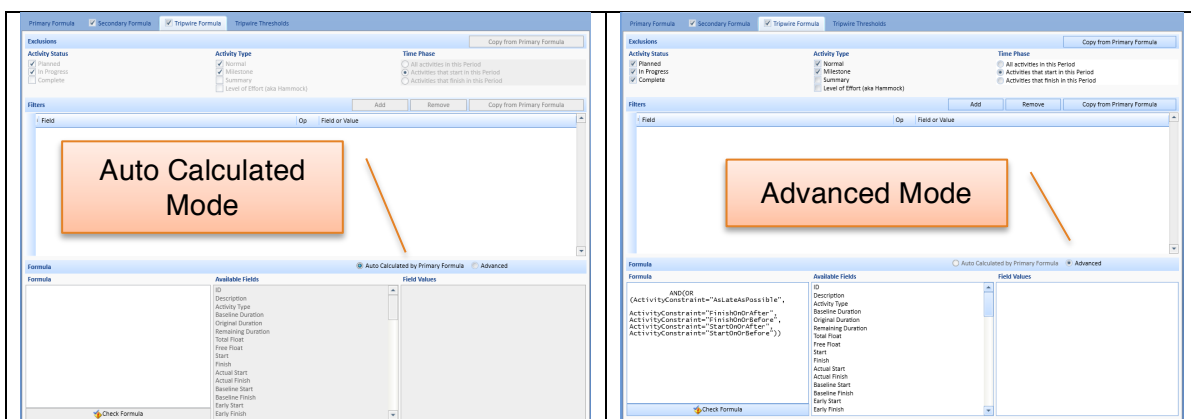 Primary Formula Secondary Formula Tripwire Formula Tripwire Thresholds
Exclusions Copy from Primary Formula
Activity Status Activity Type Time Phase
Planned Normal All activities in this Period
In Progress Milestone Activities that start in this Period
Complete Summary Activities that finish in this Period
Level of Effort (aka Hammock)
Filters Add Remove Copy from Primary Formula
Field Op Field or Value
Auto Calculated
Mode
Formula Auto Calculated by Primary Formula Advanced
Formula Available Fields Field Values
ID
Description
Activity Type
Baseline Duration
Original Duration
Remaining Duration
Total Float
Free Float
Start
Finish
Actual Start
Actual Finish
Baseline Start
Baseline Finish
Early Start
Early Finish
Check Formula
Primary Formula Secondary Formula Tripwire Formula Tripwire Thresholds
Exclusions Copy from Primary Formula
Activity Status Activity Type Time Phase
Planned Normal All activities in this Period
In Progress Milestone Activities that start in this Period
Complete Summary Activities that finish in this Period
Level of Effort (aka Hammock)
Filters Add Remove Copy from Primary Formula
Field Op Field or Value
Advanced Mode
Formula Auto Calculated by Primary Formula Advanced
Formula Available Fields Field Values
AND(OR
(ActivityConstraint="AsLateAsPossible",
ActivityConstraint="FinishOnOrAfter",
ActivityConstraint="FinishOnOrBefore",
ActivityConstraint="StartOnOrAfter",
ActivityConstraint="StartOnOrBefore"))
ID
Description
Activity Type
Baseline Duration
Original Duration
Remaining Duration
Total Float
Free Float
Start
Finish
Actual Start
Actual Finish
Baseline Start
Baseline Finish
Early Start
Early Finish
Check Formula